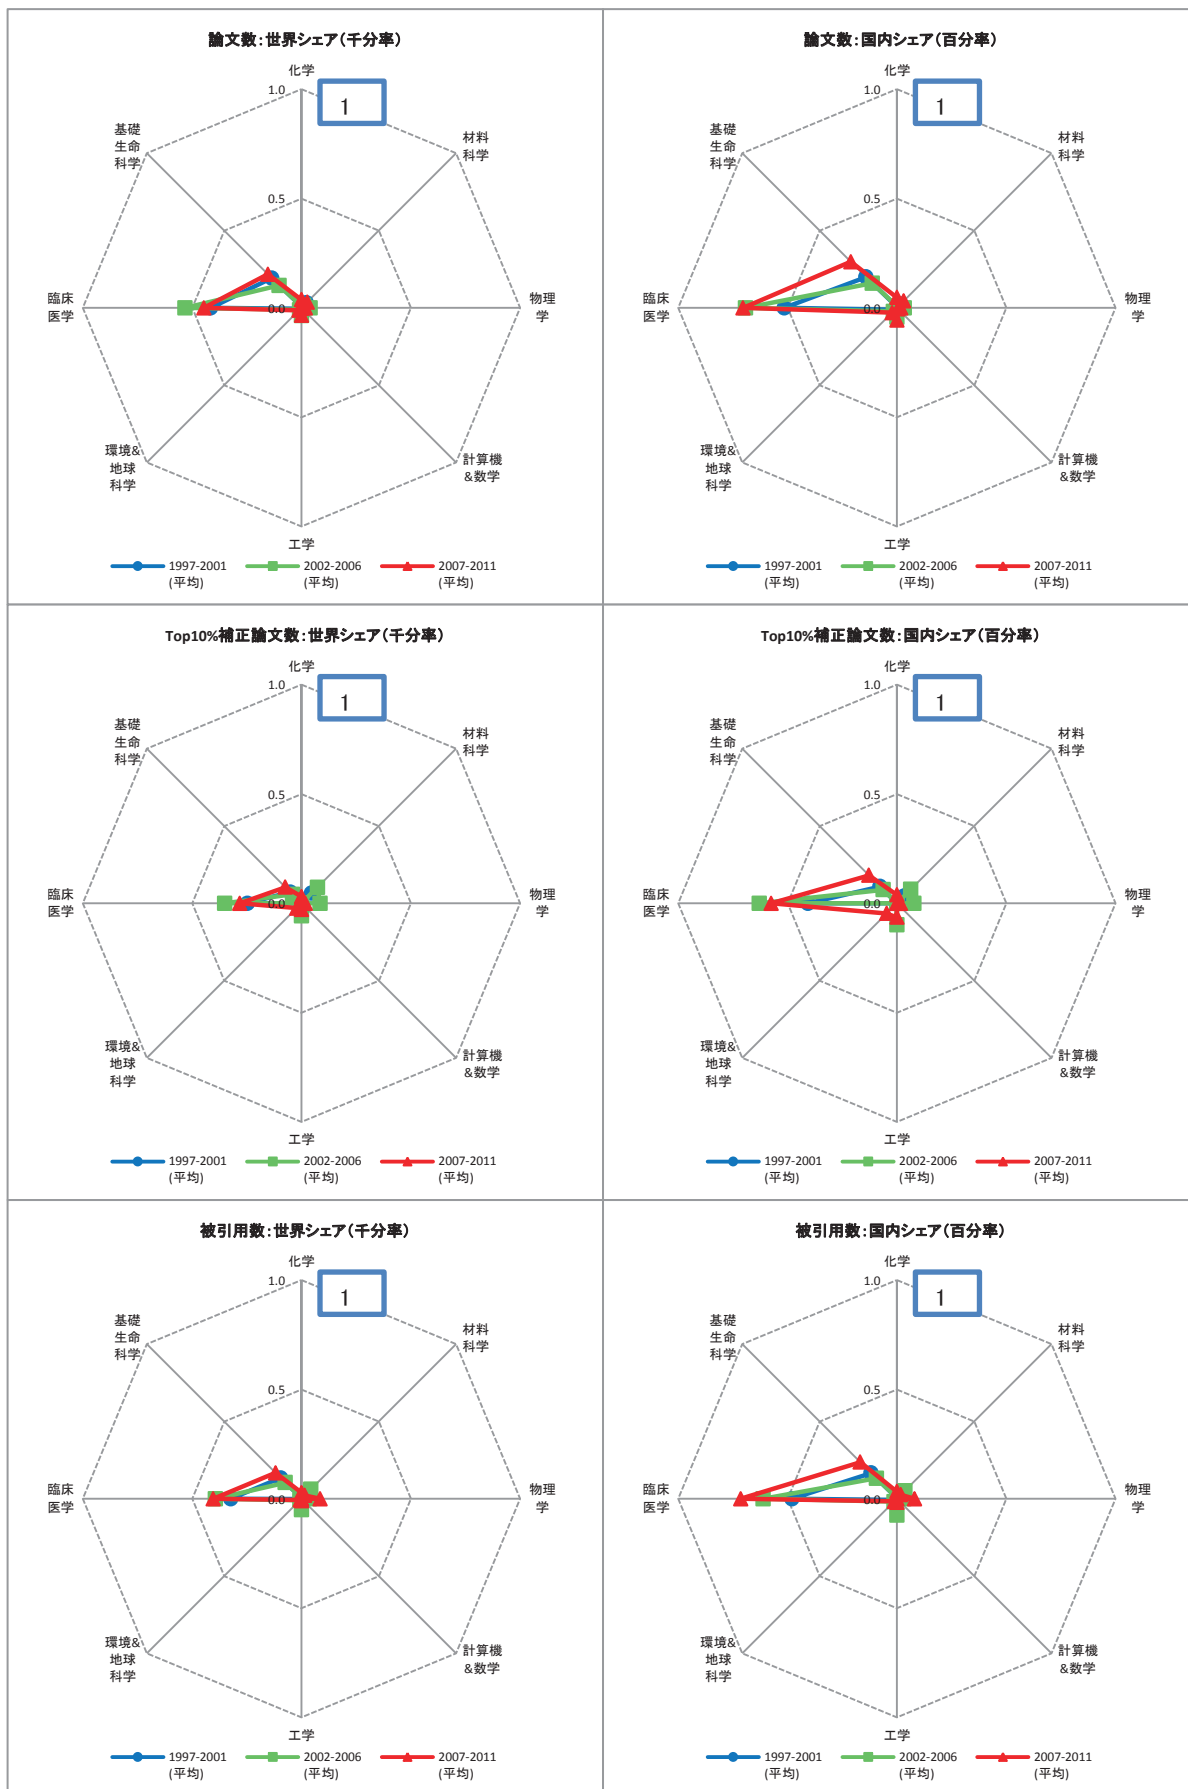 論文数：世界シェア（千分率）
化学
1.0
1
基礎
生命
科学
材料
科学
0.5
臨床
医学
0.0
物理
学
環境&
地球
科学
計算機
&数学
工学
1997-2001
(平均)
2002-2006
(平均)
2007-2011
(平均)
論文数：国内シェア（百分率）
化学
1.0
1
基礎
生命
科学
材料
科学
0.5
臨床
医学
0.0
物理
学
環境&
地球
科学
計算機
&数学
工学
1997-2001
(平均)
2002-2006
(平均)
2007-2011
(平均)
Top10%補正論文数：世界シェア（千分率）
化学
1.0
1
基礎
生命
科学
材料
科学
0.5
臨床
医学
0.0
物理
学
環境&
地球
科学
計算機
&数学
工学
1997-2001
(平均)
2002-2006
(平均)
2007-2011
(平均)
Top10%補正論文数：国内シェア（百分率）
化学
1.0
1
基礎
生命
科学
材料
科学
0.5
臨床
医学
0.0
物理
学
環境&
地球
科学
計算機
&数学
工学
1997-2001
(平均)
2002-2006
(平均)
2007-2011
(平均)
被引用数：世界シェア（千分率）
化学
1.0
1
基礎
生命
科学
材料
科学
0.5
臨床
医学
0.0
物理
学
環境&
地球
科学
計算機
&数学
工学
1997-2001
(平均)
2002-2006
(平均)
2007-2011
(平均)
被引用数：国内シェア（百分率）
化学
1.0
1
基礎
生命
科学
材料
科学
0.5
臨床
医学
0.0
物理
学
環境&
地球
科学
計算機
&数学
工学
1997-2001
(平均)
2002-2006
(平均)
2007-2011
(平均)